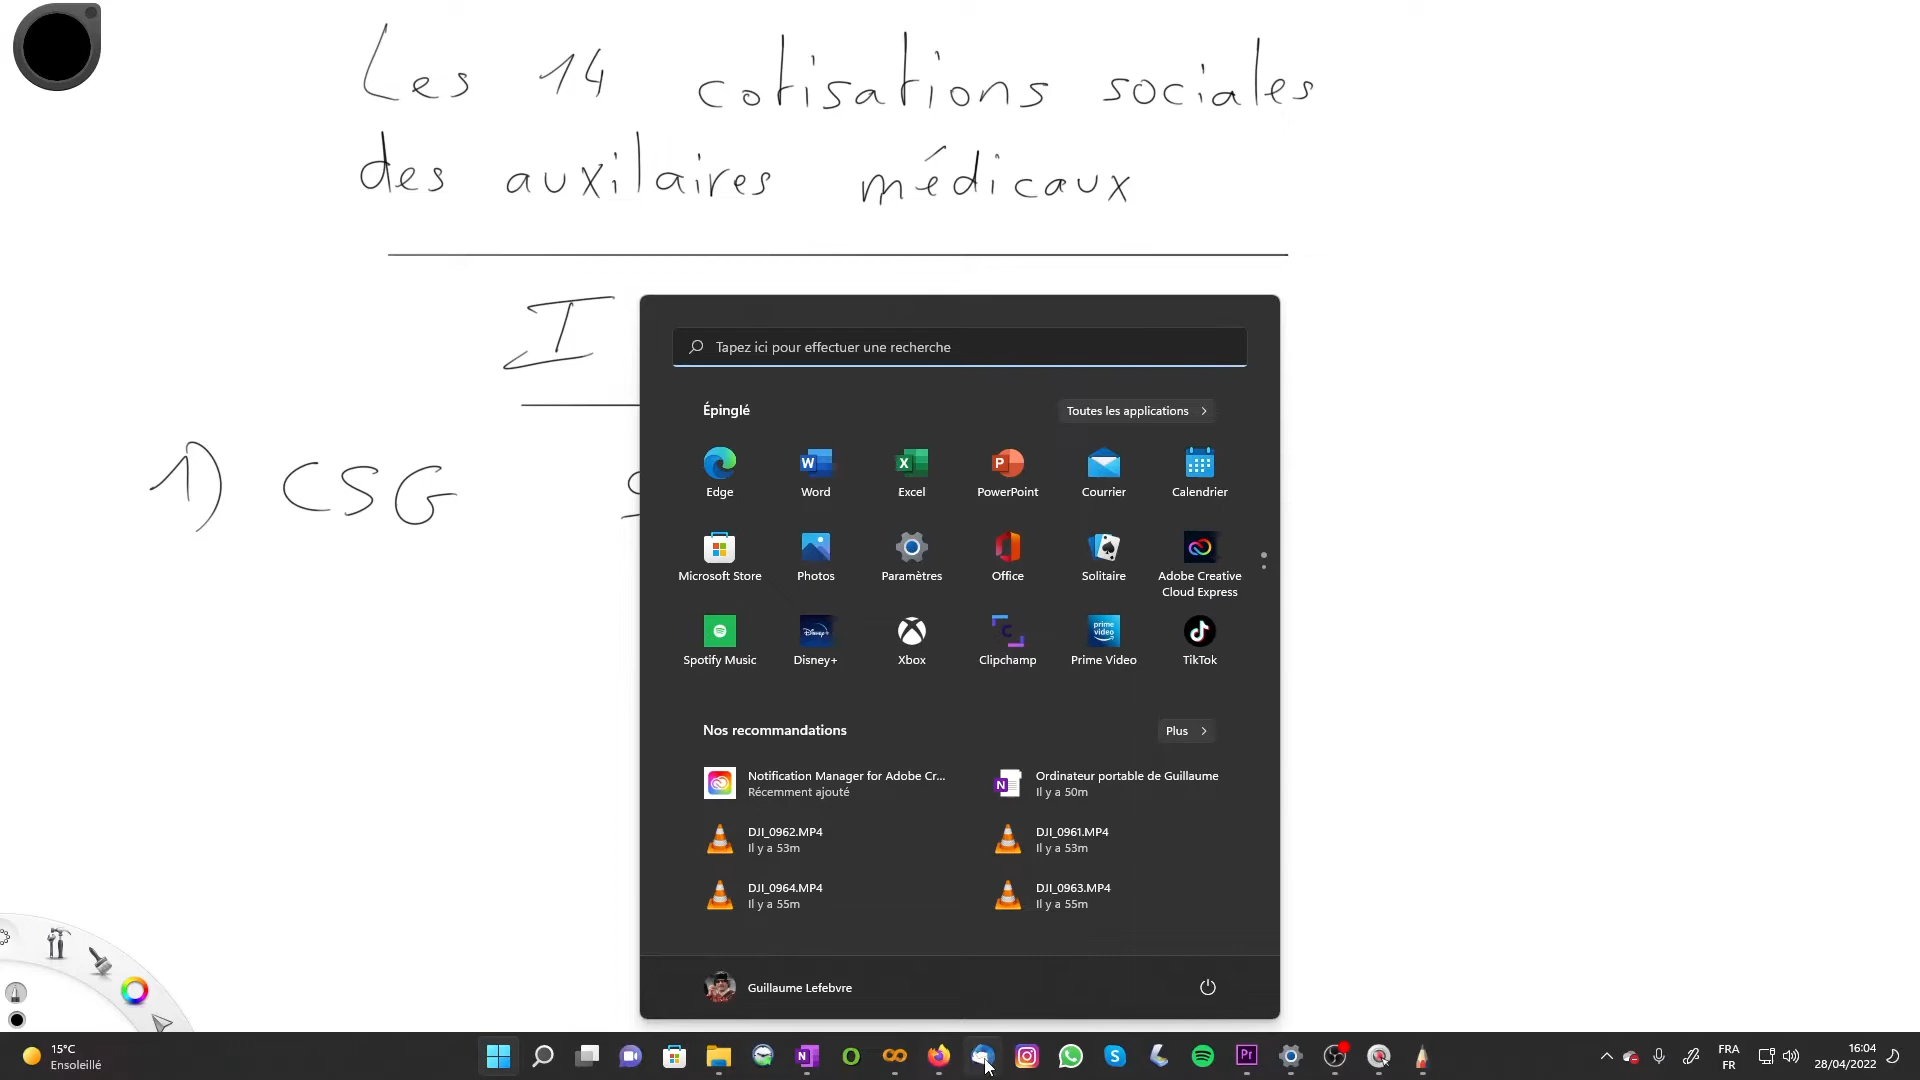 Les 14 cotisations sociales
des auxilaires médicaux
I
1) CSG
Tapez ici pour effectuer une recherche
Épinglé
Toutes les applications
Edge
Word
Excel
PowerPoint
Courrier
Calendrier
Microsoft Store
Photos
Paramètres
Office
Solitaire
Adobe Creative
Cloud Express
Spotify Music
Disney+
Xbox
Clipchamp
prime
video
Prime Video
TikTok
Nos recommandations
Plus
Notification Manager for Adobe Cr...
Récemment ajouté
Ordinateur portable de Guillaume
Il y a 50m
DJI_0962.MP4
Il y a 53m
DJI_0961.MP4
Il y a 53m
DJI_0964.MP4
Il y a 55m
DJI_0963.MP4
Il y a 55m
Guillaume Lefebvre
15°C
Ensoleillé
FRA
FR
16:04
28/04/2022